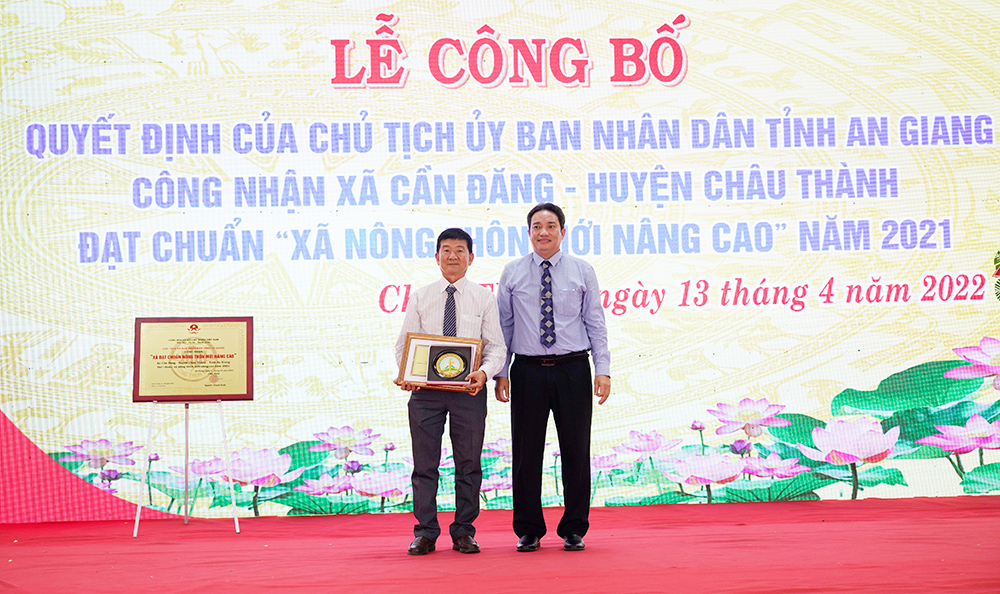 LỄ CÔNG BỐ
QUYẾT ĐỊNH CỦA CHỦ TỊCH ỦY BAN NHÂN DÂN TỈNH AN GIANG
CÔNG NHẬN XÃ CẦN ĐĂNG - HUYỆN CHÂU THÀNH
ĐẠT CHUẨN "XÃ NÔNG THÔN MỚI NÂNG CAO" NĂM 2021
ngày 13 tháng 4 năm 2022
"XÃ ĐẠT CHUẨN NÔNG THÔN MỚI NÂNG CAO"